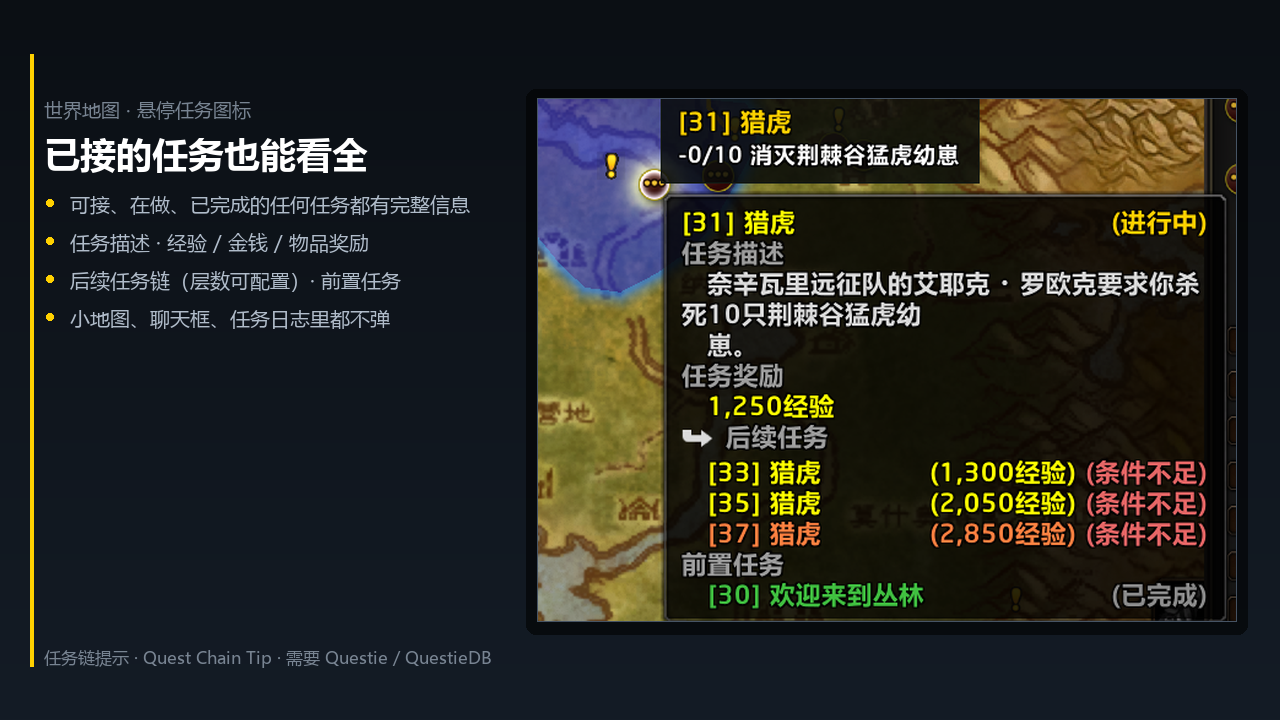 世界地图 · 悬停任务图标
已接的任务也能看全
可接、在做、已完成的任何任务都有完整信息
任务描述 · 经验 / 金钱 / 物品奖励
后续任务链（层数可配置）· 前置任务
小地图、聊天框、任务日志里都不弹
任务链提示 · Quest Chain Tip · 需要 Questie / QuestieDB
[31] 猎虎
-0/10 消灭荆棘谷猛虎幼崽
[31] 猎虎 (进行中)
任务描述
奈辛瓦里远征队的艾耶克 · 罗欧克要求你杀
死10只荆棘谷猛虎幼
崽。
任务奖励
1,250经验
后续任务
[33] 猎虎 (1,300经验) (条件不足)
[35] 猎虎 (2,050经验) (条件不足)
[37] 猎虎 (2,850经验) (条件不足)
前置任务
[30] 欢迎来到丛林 (已完成)
营地